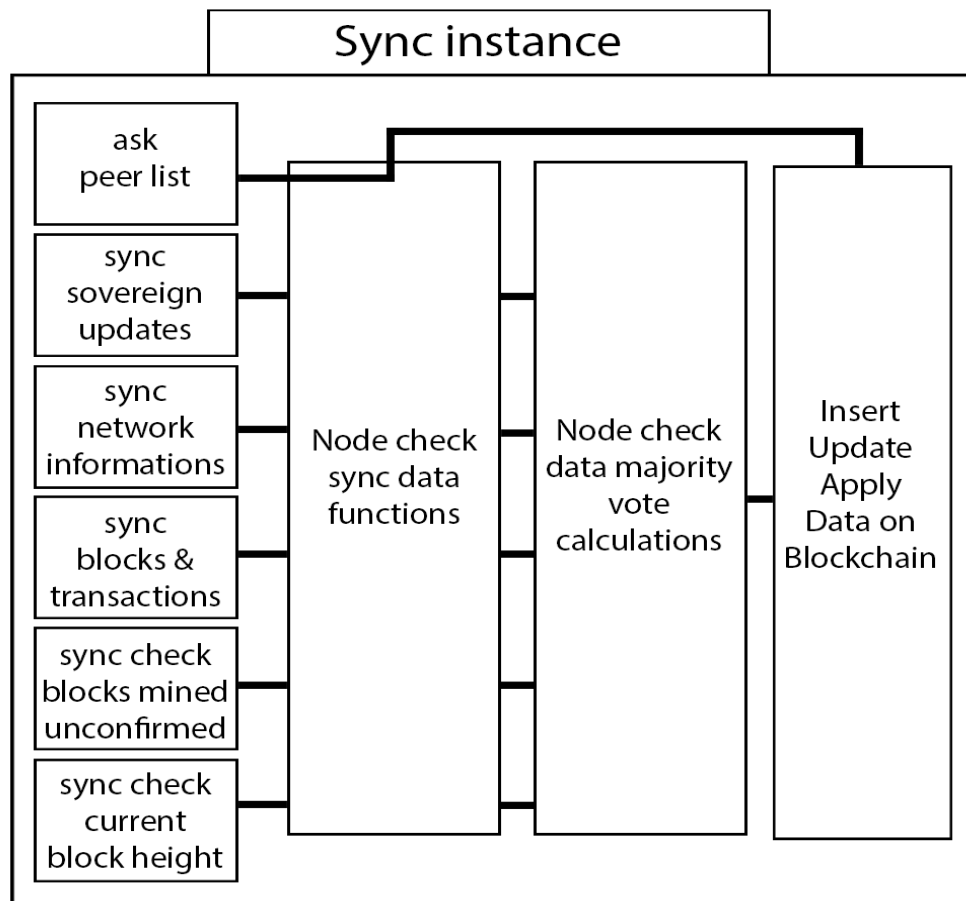 Sync instance
ask
peer list
sync
sovereign
updates
sync
network
informations
sync
blocks &
transactions
sync check
blocks mined
unconfirmed
sync check
current
block height
Node check
sync data
functions
Node check
data majority
vote
calculations
Insert
Update
Apply
Data on
Blockchain